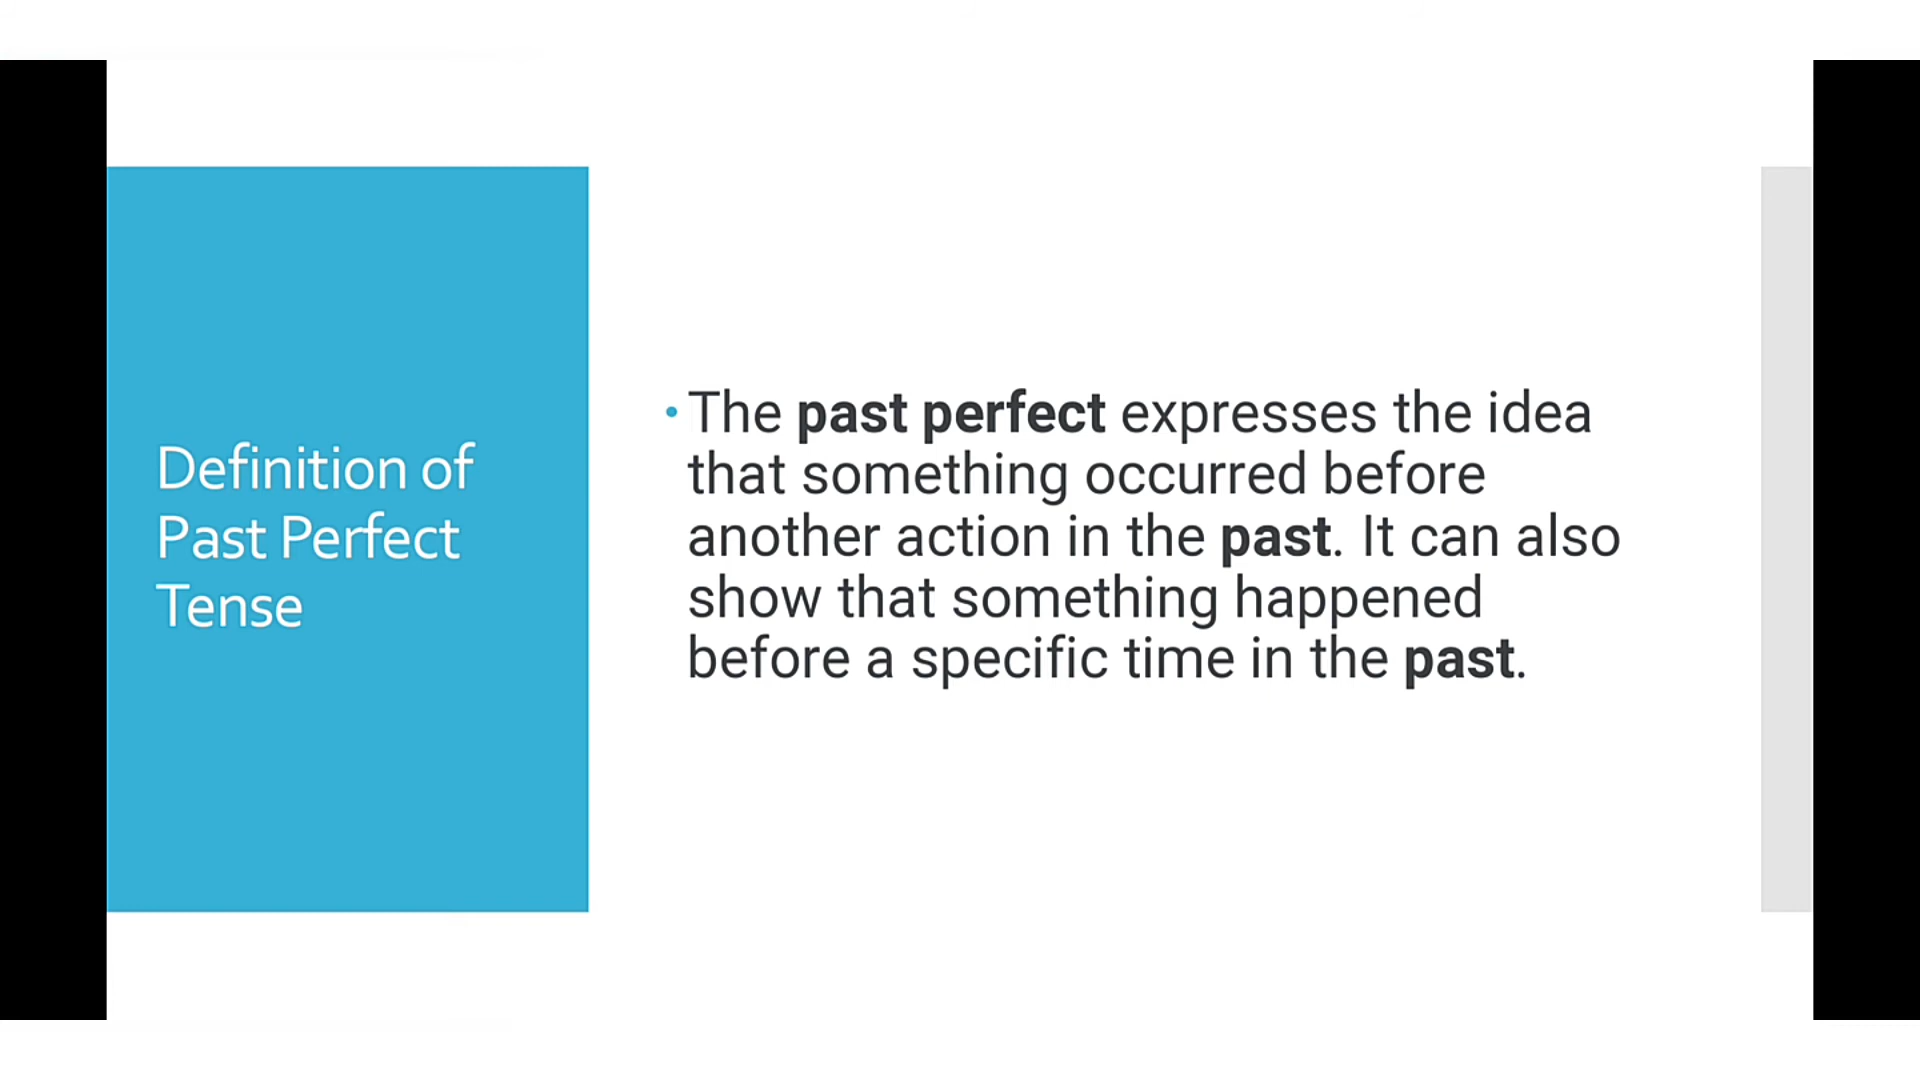 Definition of
Past Perfect
Tense
• The past perfect expresses the idea
that something occurred before
another action in the past. It can also
show that something happened
before a specific time in the past.